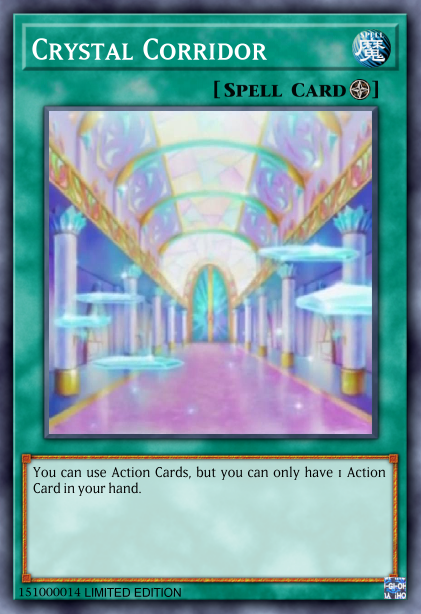 Crystal Corridor
SPELL
魔
[Spell Card]
You can use Action Cards, but you can only have 1 Action
Card in your hand.
151000014 LIMITED EDITION